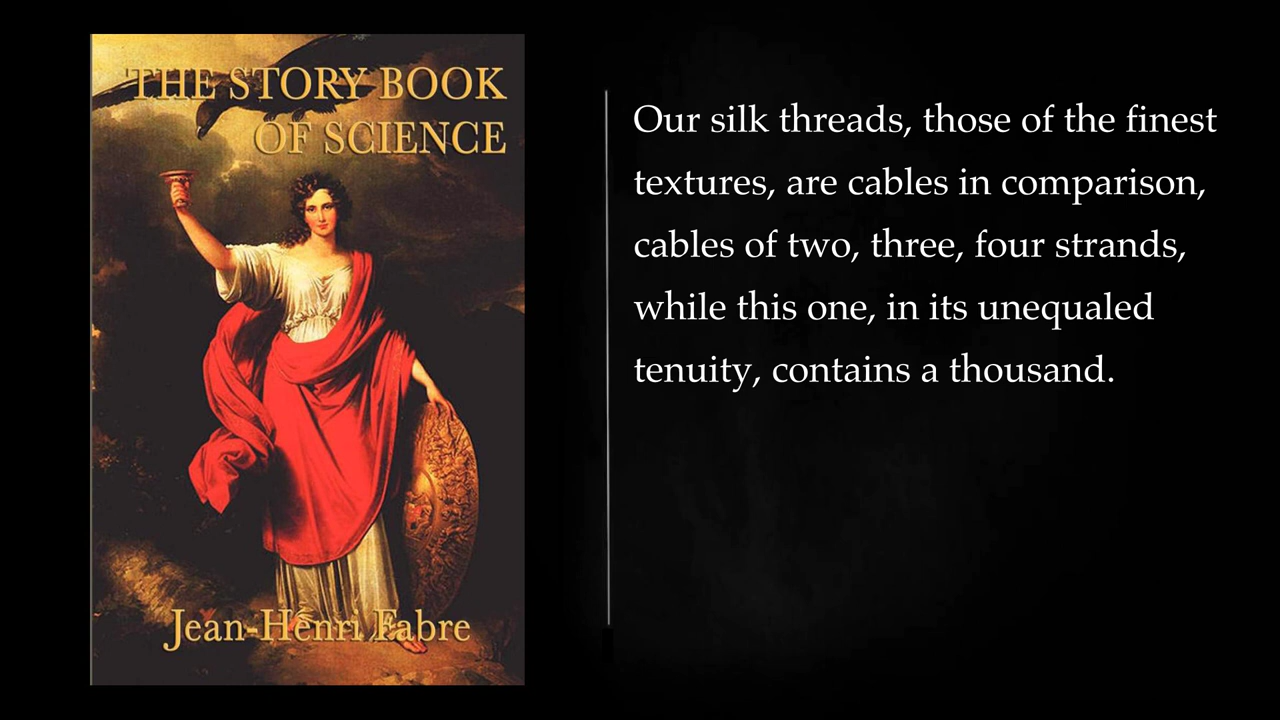 THE STORY BOOK
OF SCIENCE
Jean-Henri Fabre
Our silk threads, those of the finest
textures, are cables in comparison,
cables of two, three, four strands,
while this one, in its unequaled
tenuity, contains a thousand.